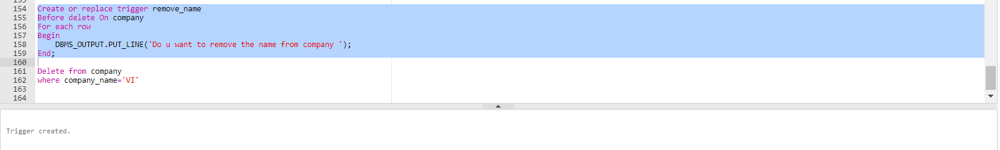 153
154 Create or replace trigger remove_name
155 Before delete On company
156 For each row
157 Begin
158 DBMS_OUTPUT.PUT_LINE('Do u want to remove the name from company ');
159 End;
160
161 Delete from company
162 where company_name='VI'
163
164
Trigger created.